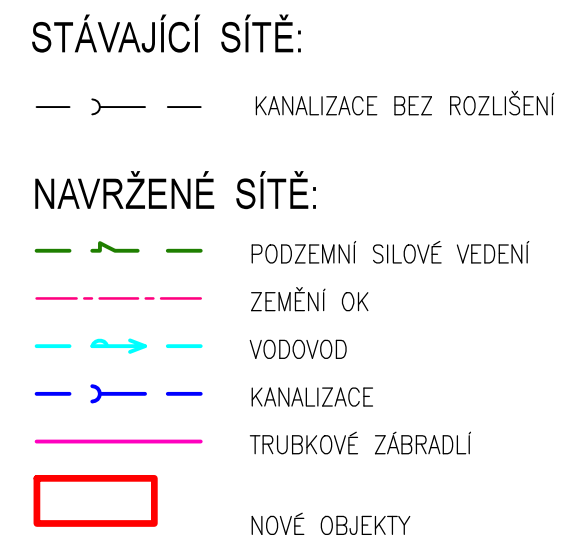 STÁVAJÍCÍ SÍTĚ:
KANALIZACE BEZ ROZLIŠENÍ
NAVRŽENÉ SÍTĚ:
PODZEMNÍ SILOVÉ VEDENÍ
ZEMĚNÍ OK
VODOVOD
KANALIZACE
TRUBKOVÉ ZÁBRADLÍ
NOVÉ OBJEKTY